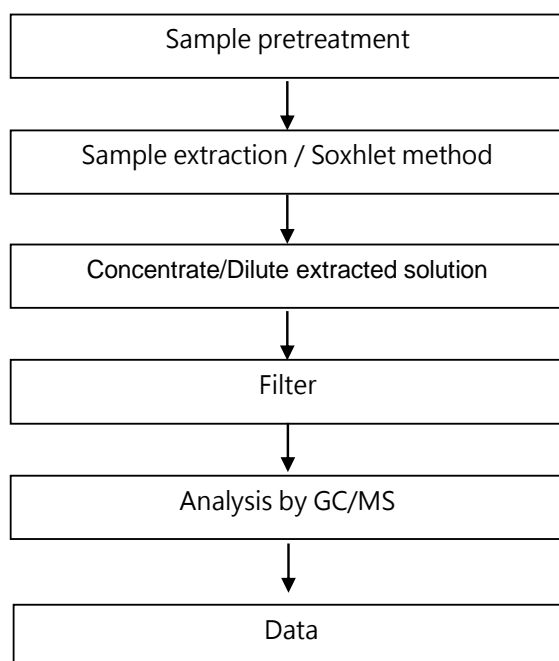 Sample pretreatment
Sample extraction / Soxhlet method
Concentrate/Dilute extracted solution
Filter
Analysis by GC/MS
Data